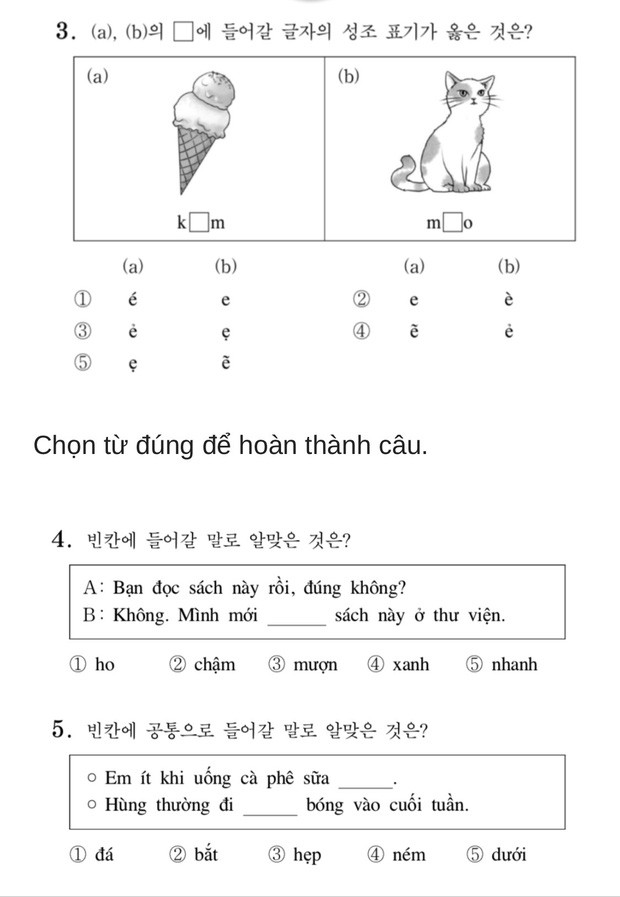 3. (a), (b)의 □에 들어갈 글자의 성조 표기가 옳은 것은?
(a) (b)
k□m m□o
(a) (b) (a) (b)
① é e ② e è
③ ẻ ẹ ④ ẽ ẻ
⑤ ẹ ẽ
Chọn từ đúng để hoàn thành câu.
4. 빈칸에 들어갈 말로 알맞은 것은?
A: Bạn đọc sách này rồi, đúng không?
B: Không. Mình mới ______ sách này ở thư viện.
① ho ② chậm ③ mượn ④ xanh ⑤ nhanh
5. 빈칸에 공통으로 들어갈 말로 알맞은 것은?
○ Em ít khi uống cà phê sữa ______.
○ Hùng thường đi ______ bóng vào cuối tuần.
① đá ② bắt ③ hẹp ④ ném ⑤ dưới